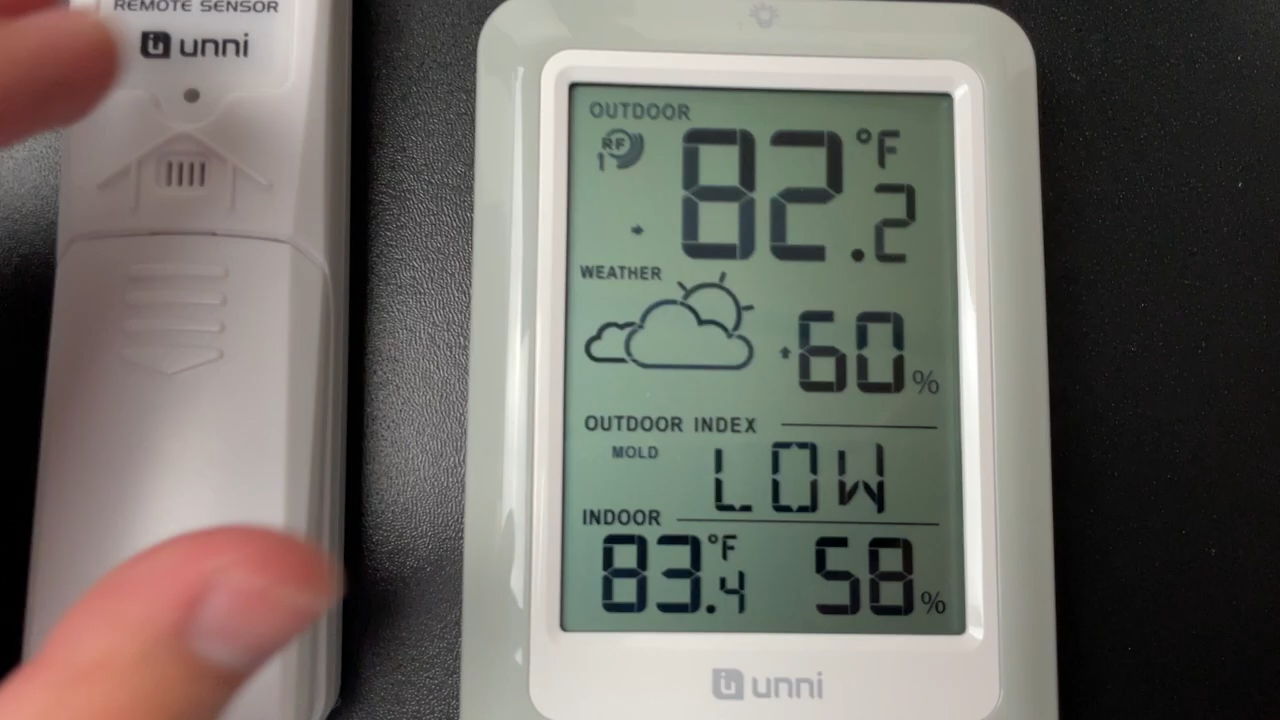 REMOTE SENSOR
unni
OUTDOOR
RF
1
82.2 °F
WEATHER
60%
OUTDOOR INDEX
MOLD LOW
INDOOR
83.4 °F 58%
unni